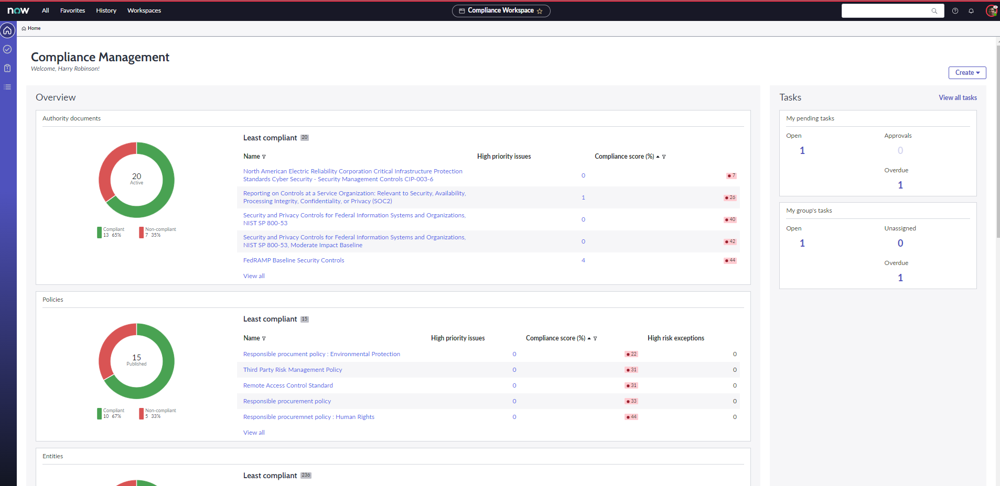 now All Favorites History Workspaces Compliance Workspace
Home
Compliance Management
Welcome, Harry Robinson!
Create
Overview
Authority documents
20
Active
Compliant
13 65%
Non-compliant
7 35%
Least compliant 20
Name High priority issues Compliance score (%)
North American Electric Reliability Corporation Critical Infrastructure Protection
Standards Cyber Security - Security Management Controls CIP-003-6
0 7
Reporting on Controls at a Service Organization: Relevant to Security, Availability,
Processing Integrity, Confidentiality, or Privacy (SOC2)
1 26
Security and Privacy Controls for Federal Information Systems and Organizations,
NIST SP 800-53
0 40
Security and Privacy Controls for Federal Information Systems and Organizations,
NIST SP 800-53, Moderate Impact Baseline
0 42
FedRAMP Baseline Security Controls 4 44
View all
Policies
15
Published
Compliant
10 67%
Non-compliant
5 33%
Least compliant 15
Name High priority issues Compliance score (%) High risk exceptions
Responsible procument policy : Environmental Protection 0 22 0
Third Party Risk Management Policy 0 31 0
Remote Access Control Standard 0 31 0
Responsible procurement policy 0 33 0
Responsible procuremnet policy : Human Rights 0 44 0
View all
Entities
Least compliant 236
Tasks View all tasks
My pending tasks
Open Approvals
1 0
Overdue
1
My group's tasks
Open Unassigned
1 0
Overdue
1